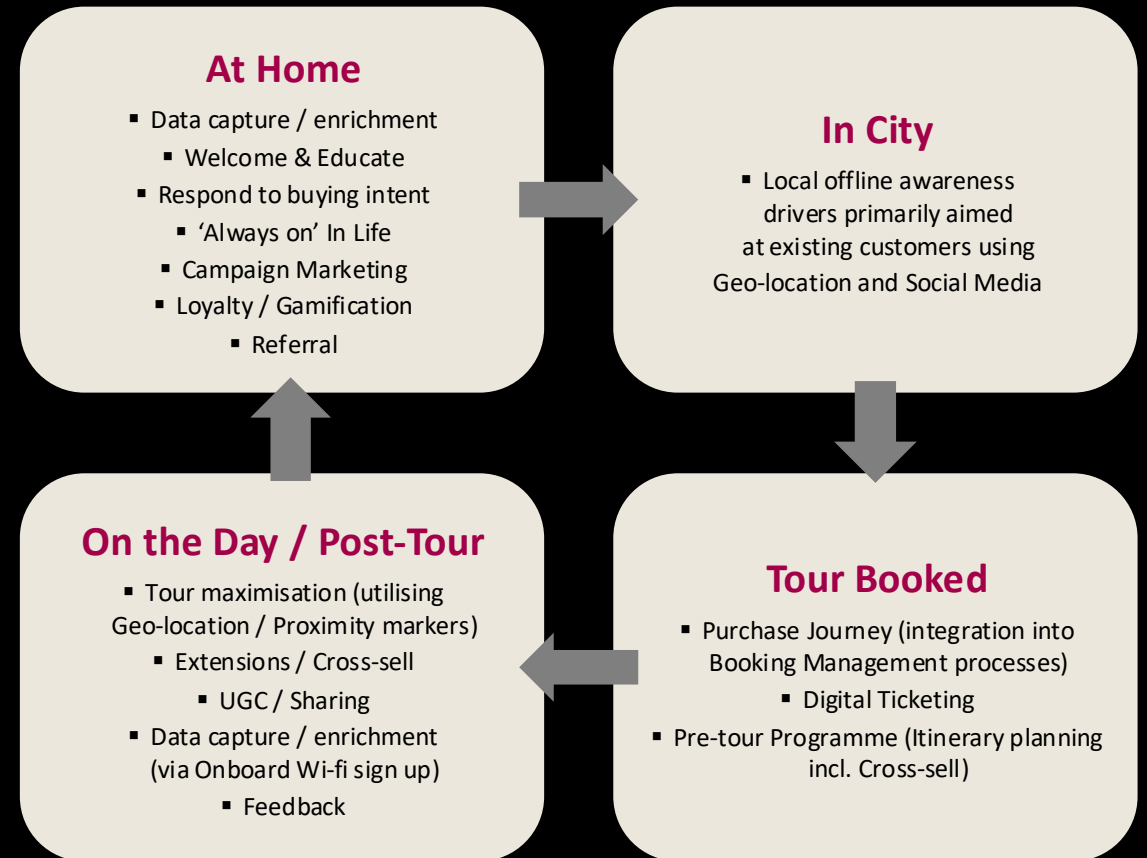 At Home
▪ Data capture / enrichment
▪ Welcome & Educate
▪ Respond to buying intent
▪ ‘Always on’ In Life
▪ Campaign Marketing
▪ Loyalty / Gamification
▪ Referral
In City
▪ Local offline awareness
drivers primarily aimed
at existing customers using
Geo-location and Social Media
Tour Booked
▪ Purchase Journey (integration into
Booking Management processes)
▪ Digital Ticketing
▪ Pre-tour Programme (Itinerary planning
incl. Cross-sell)
On the Day / Post-Tour
▪ Tour maximisation (utilising
Geo-location / Proximity markers)
▪ Extensions / Cross-sell
▪ UGC / Sharing
▪ Data capture / enrichment
(via Onboard Wi-fi sign up)
▪ Feedback